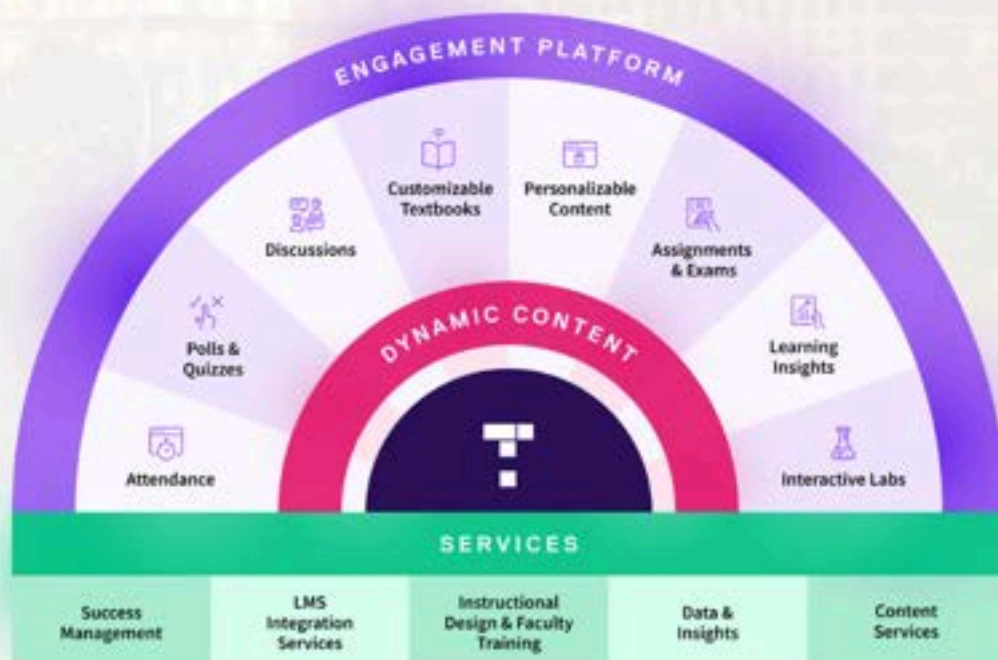 ENGAGEMENT PLATFORM
Customizable
Textbooks
Personalizable
Content
Discussions
Assignments
& Exams
Polls &
Quizzes
Learning
Insights
Attendance
Interactive Labs
DYNAMIC CONTENT
SERVICES
Success
Management
LMS
Integration
Services
Instructional
Design & Faculty
Training
Data &
Insights
Content
Services